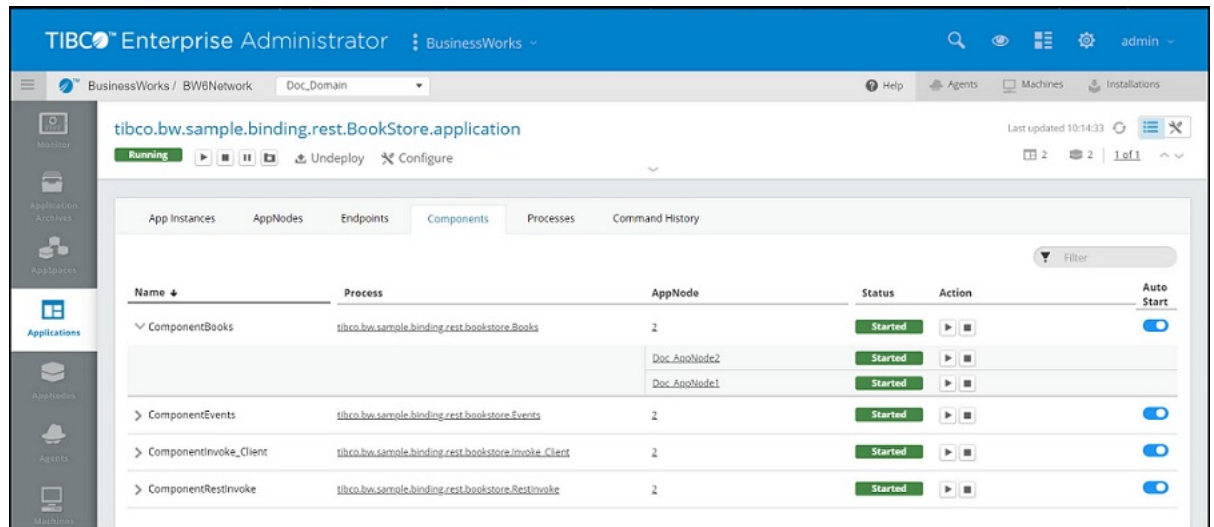 TIBCO™ Enterprise Administrator BusinessWorks admin
BusinessWorks / BW6Network Doc_Domain Help Agents Machines Installations
Monitor
Application Archives
AppSpaces
Applications
AppNodes
Agents
Machines
tibco.bw.sample.binding.rest.BookStore.application Last updated 10:14:33
Running Undeploy Configure 2 2 1 of 1
App Instances AppNodes Endpoints Components Processes Command History
Filter
Name Process AppNode Status Action Auto Start
ComponentBooks tibco.bw.sample.binding.rest.bookstore.Books 2 Started
Doc_AppNode2 Started
Doc_AppNode1 Started
ComponentEvents tibco.bw.sample.binding.rest.bookstore.Events 2 Started
ComponentInvoke_Client tibco.bw.sample.binding.rest.bookstore.Invoke_Client 2 Started
ComponentRestInvoke tibco.bw.sample.binding.rest.bookstore.RestInvoke 2 Started